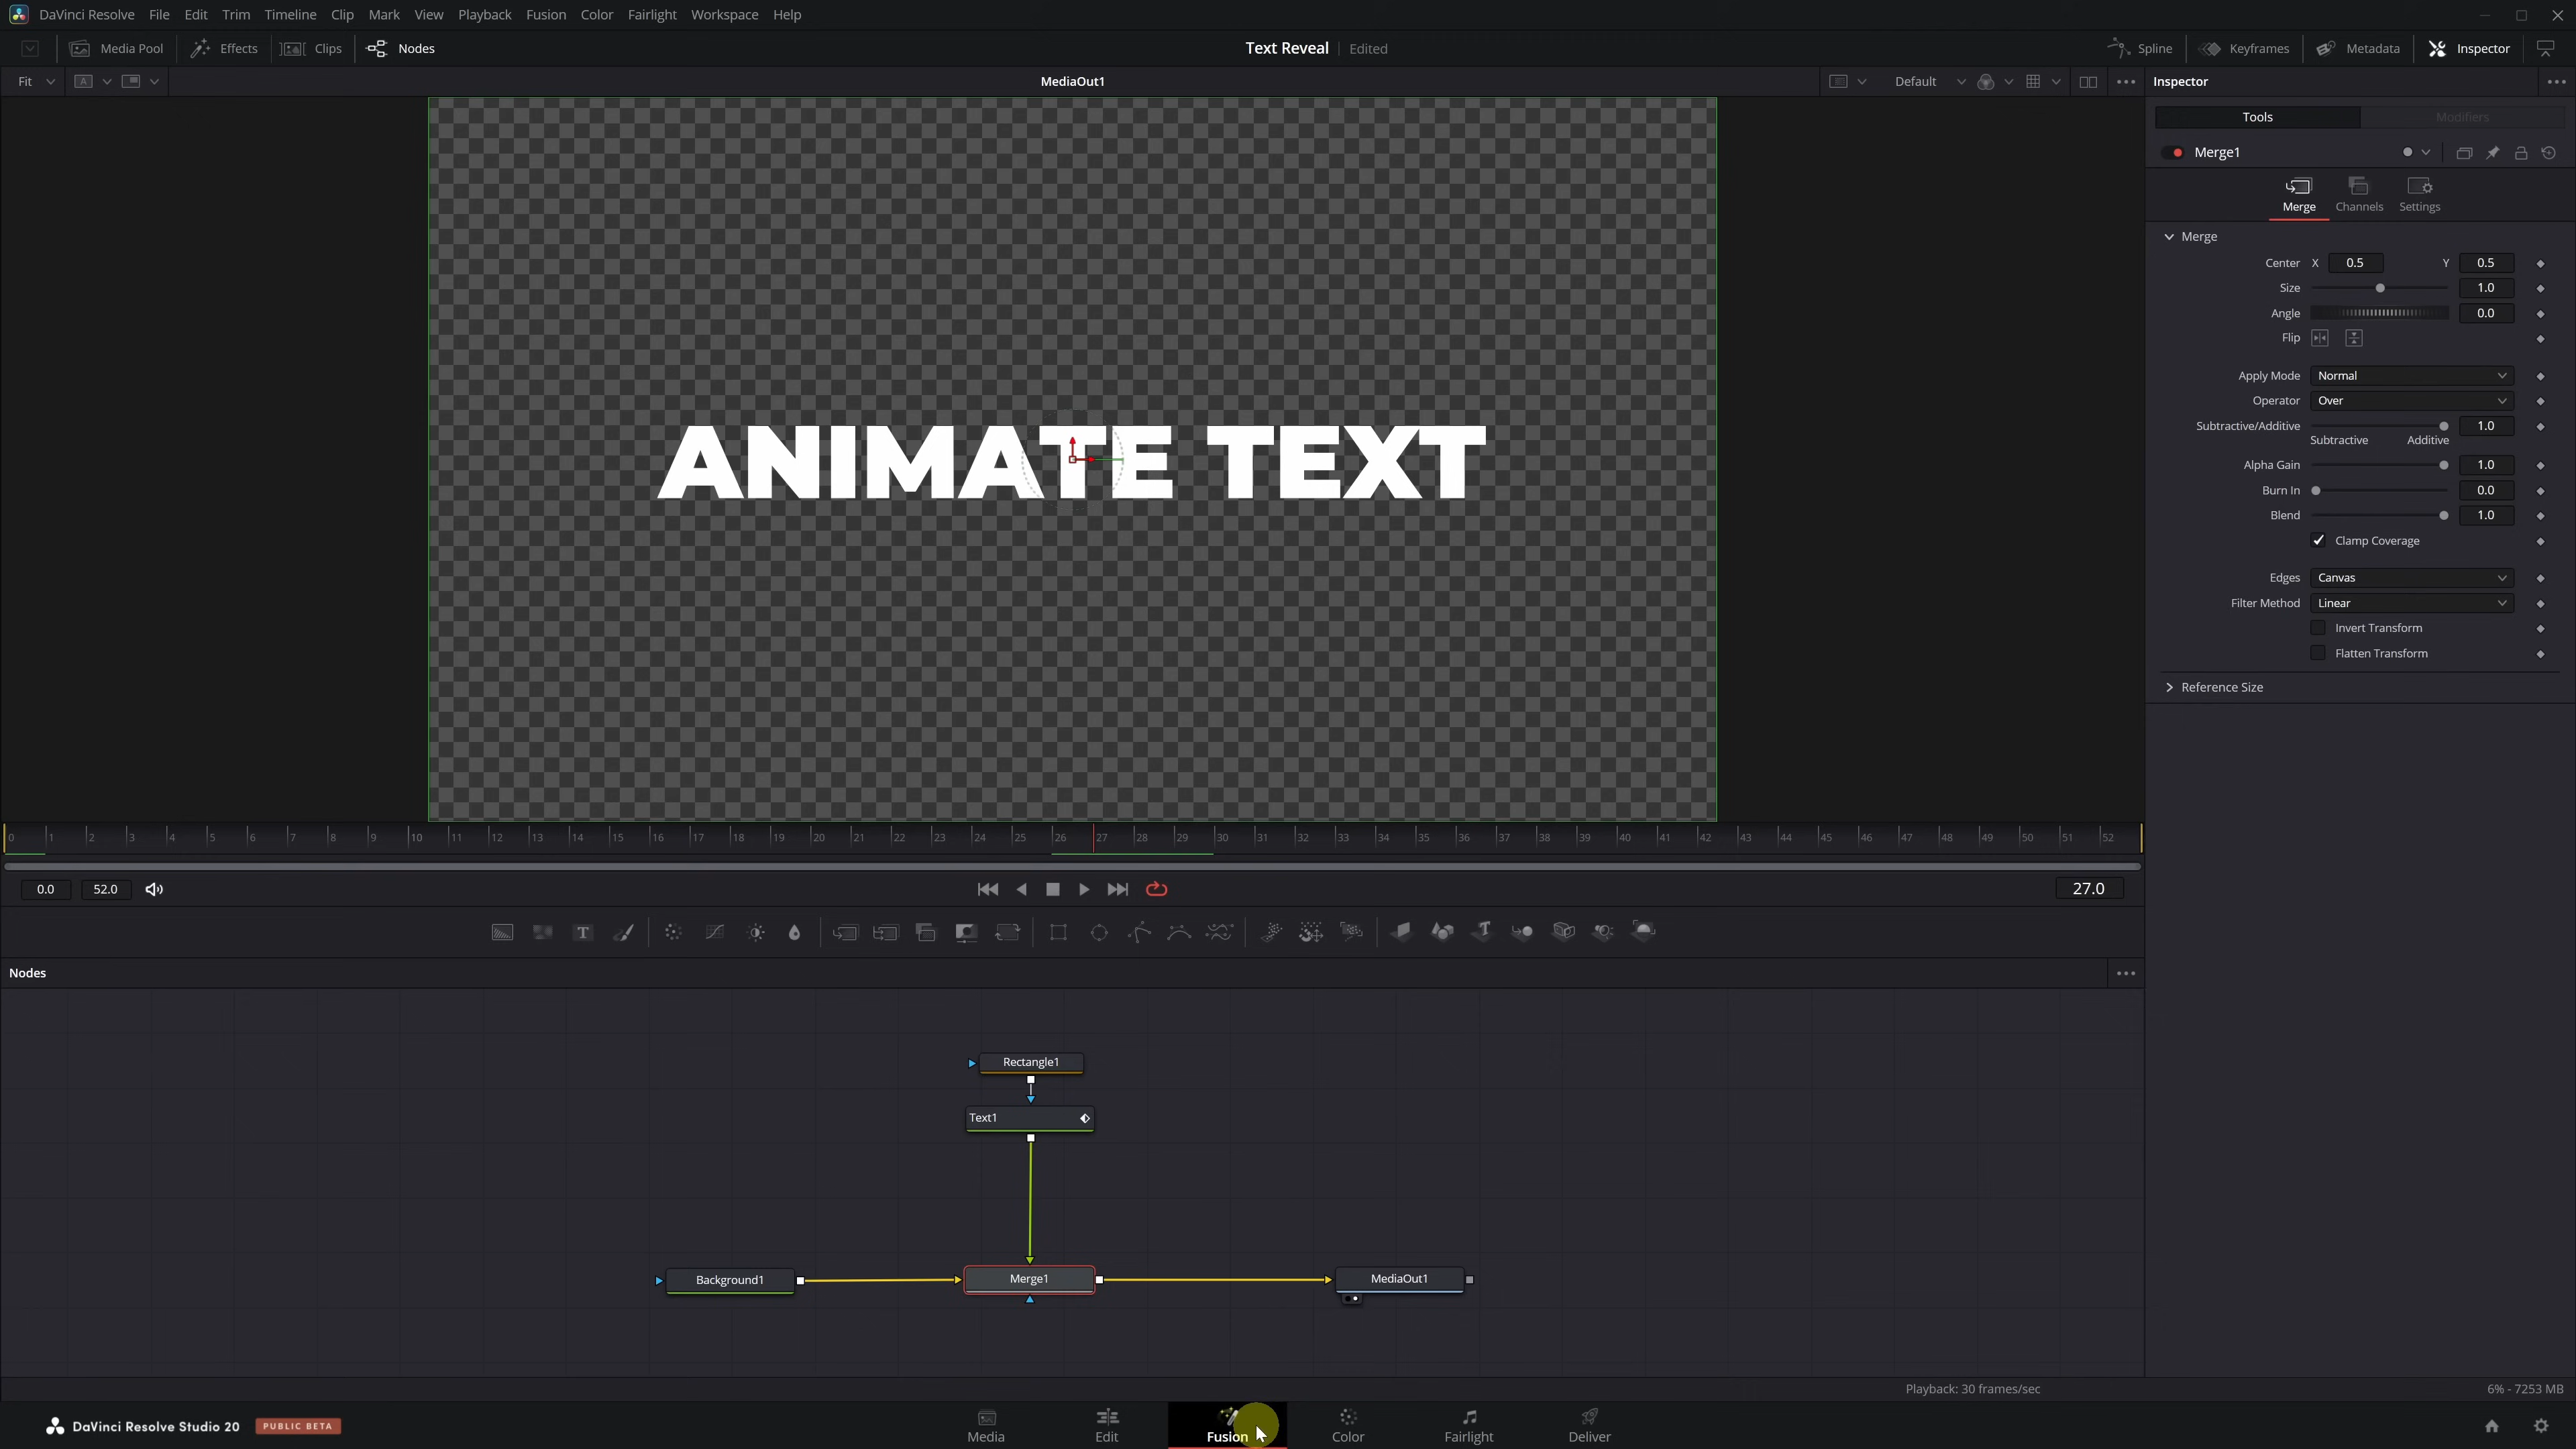 DaVinci Resolve File Edit Trim Timeline Clip Mark View Playback Fusion Color Fairlight Workspace Help
Media Pool Effects Clips Nodes Text Reveal Edited Spline Keyframes Metadata Inspector
Fit A MediaOut1 Default Inspector
Tools Modifiers
Merge1
Merge Channels Settings
Merge
Center X 0.5 Y 0.5
Size 1.0
Angle 0.0
Flip
Apply Mode Normal
Operator Over
Subtractive/Additive 1.0
Subtractive Additive
Alpha Gain 1.0
Burn In 0.0
Blend 1.0
Clamp Coverage
Edges Canvas
Filter Method Linear
Invert Transform
Flatten Transform
Reference Size
ANIMATE TEXT
0 1 2 3 4 5 6 7 8 9 10 11 12 13 14 15 16 17 18 19 20 21 22 23 24 25 26 27 28 29 30 31 32 33 34 35 36 37 38 39 40 41 42 43 44 45 46 47 48 49 50 51 52
0.0 52.0 27.0
T T
Nodes
Rectangle1
Text1
Background1 Merge1 MediaOut1
Playback: 30 frames/sec 6% - 7253 MB
DaVinci Resolve Studio 20 PUBLIC BETA
Media Edit Fusion Color Fairlight Deliver